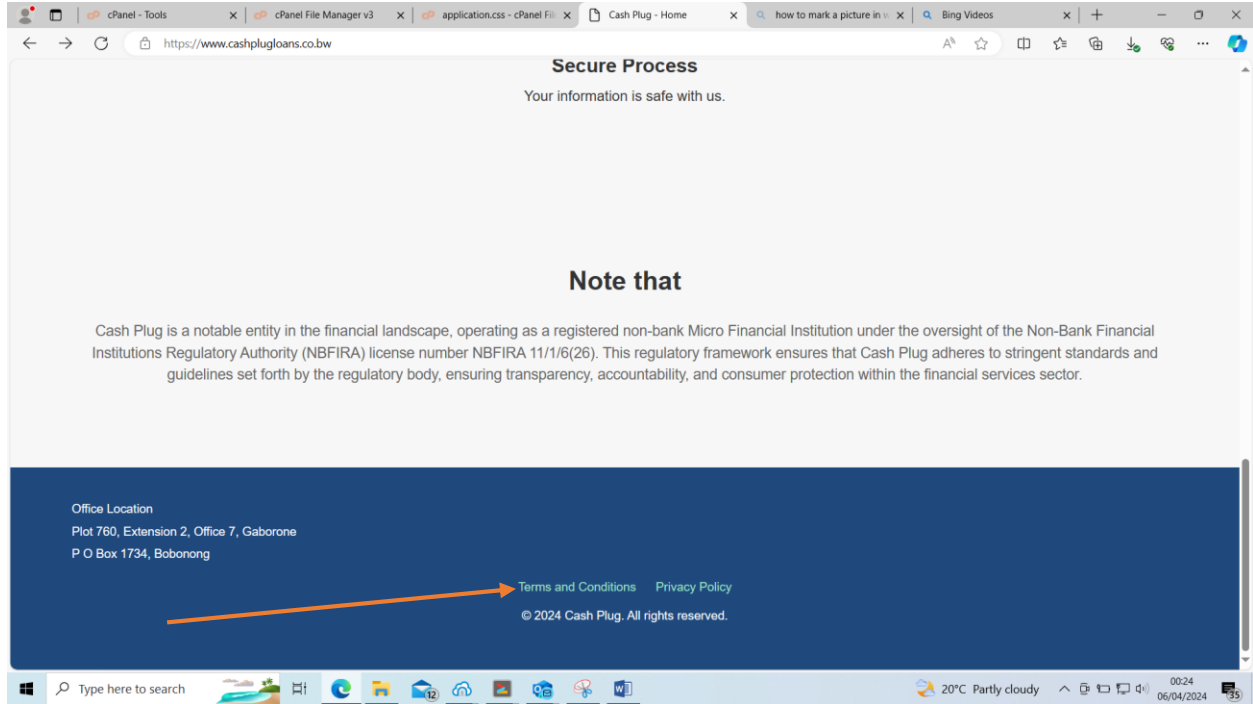 cPanel - Tools
cPanel File Manager v3
application.css - cPanel Fil
Cash Plug - Home
how to mark a picture in w
Bing Videos
https://www.cashplugloans.co.bw
Secure Process
Your information is safe with us.
Note that
Cash Plug is a notable entity in the financial landscape, operating as a registered non-bank Micro Financial Institution under the oversight of the Non-Bank Financial
Institutions Regulatory Authority (NBFIRA) license number NBFIRA 11/1/6(26). This regulatory framework ensures that Cash Plug adheres to stringent standards and
guidelines set forth by the regulatory body, ensuring transparency, accountability, and consumer protection within the financial services sector.
Office Location
Plot 760, Extension 2, Office 7, Gaborone
P O Box 1734, Bobonong
Terms and Conditions Privacy Policy
© 2024 Cash Plug. All rights reserved.
Type here to search
12
20°C Partly cloudy
00:24
06/04/2024
35